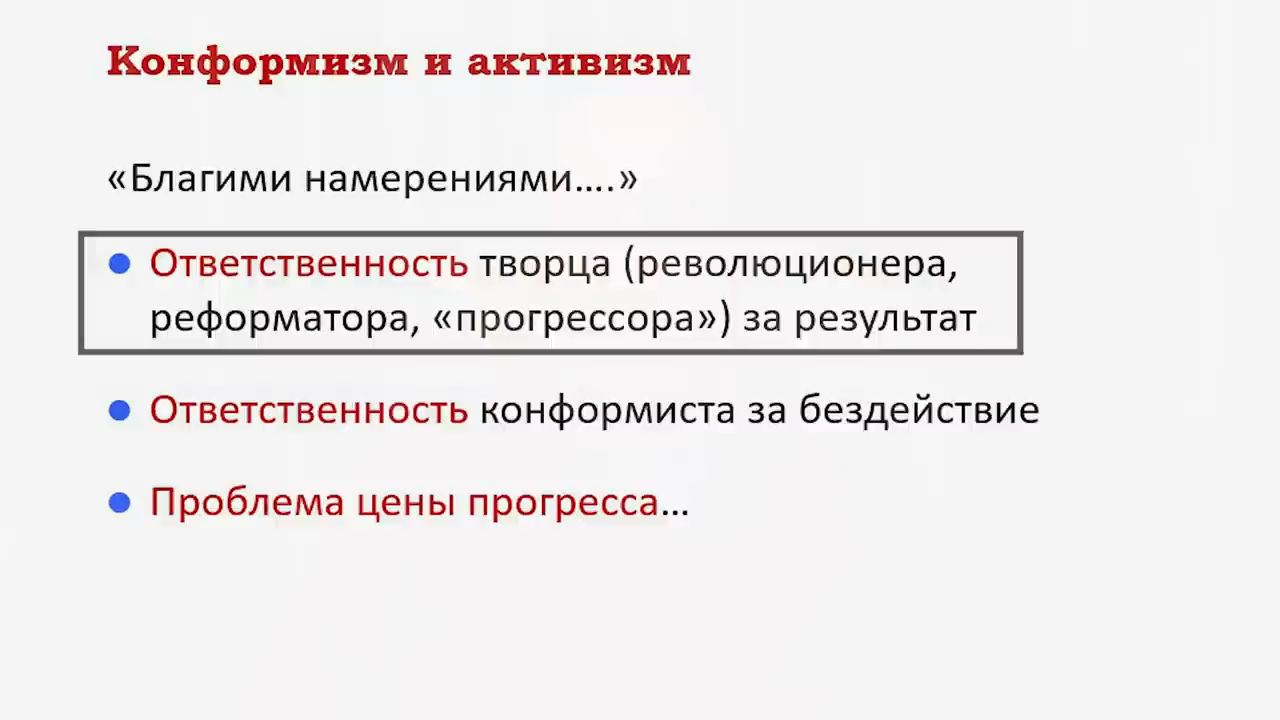 Конформизм и активизм
«Благими намерениями….»
Ответственность творца (революционера,
реформатора, «прогрессора») за результат
Ответственность конформиста за бездействие
Проблема цены прогресса…